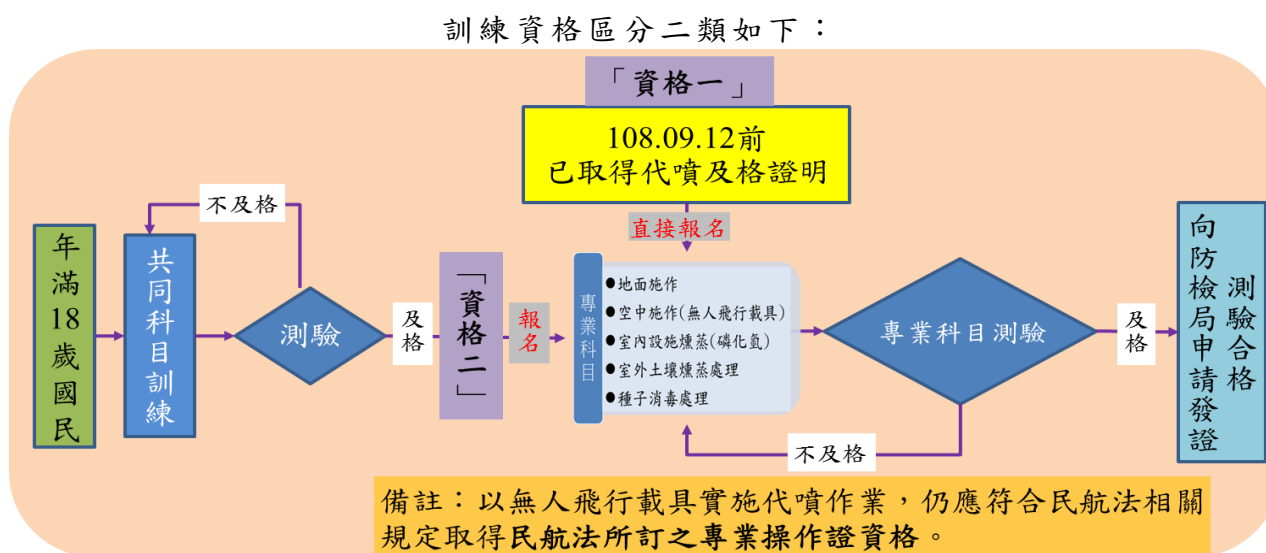 訓練資格區分二類如下：
「資格一」
108.09.12前
已取得代噴及格證明
直接報名
不及格
年滿18歲國民
共同科目訓練
測驗
及格
「資格二」
報名
專業科目
●地面施作
●空中施作(無人飛行載具)
●室內設施燻蒸(磷化氫)
●室外土壤燻蒸處理
●種子消毒處理
專業科目測驗
不及格
及格
測驗合格
向防檢局申請發證
備註：以無人飛行載具實施代噴作業，仍應符合民航法相關
規定取得民航法所訂之專業操作證資格。